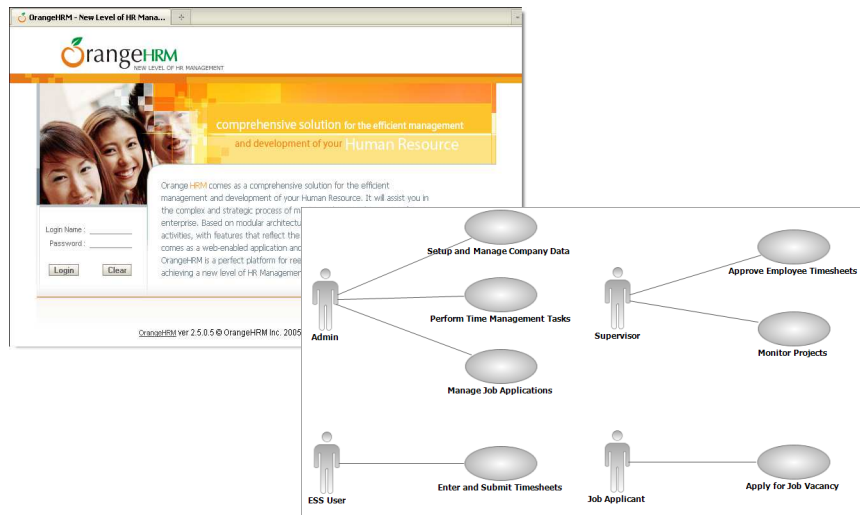 OrangeHRM - New Level of HR Mana...
OrangeHRM
NEW LEVEL OF HR MANAGEMENT
comprehensive solution for the efficient management
and development of your Human Resource
Orange HRM comes as a comprehensive solution for the efficient
management and development of your Human Resource. It will assist you in
the complex and strategic process of
enterprise. Based on modular
activities, with features that reflect the
comes as a web-enabled application and
OrangeHRM is a perfect platform for
achieving a new level of HR Management
Login Name :
Password :
Login Clear
OrangeHRM ver 2.5.0.5 © OrangeHRM Inc. 2005
Setup and Manage Company Data
Perform Time Management Tasks
Admin
Manage Job Applications
Approve Employee Timesheets
Supervisor
Monitor Projects
ESS User
Enter and Submit Timesheets
Job Applicant
Apply for Job Vacancy